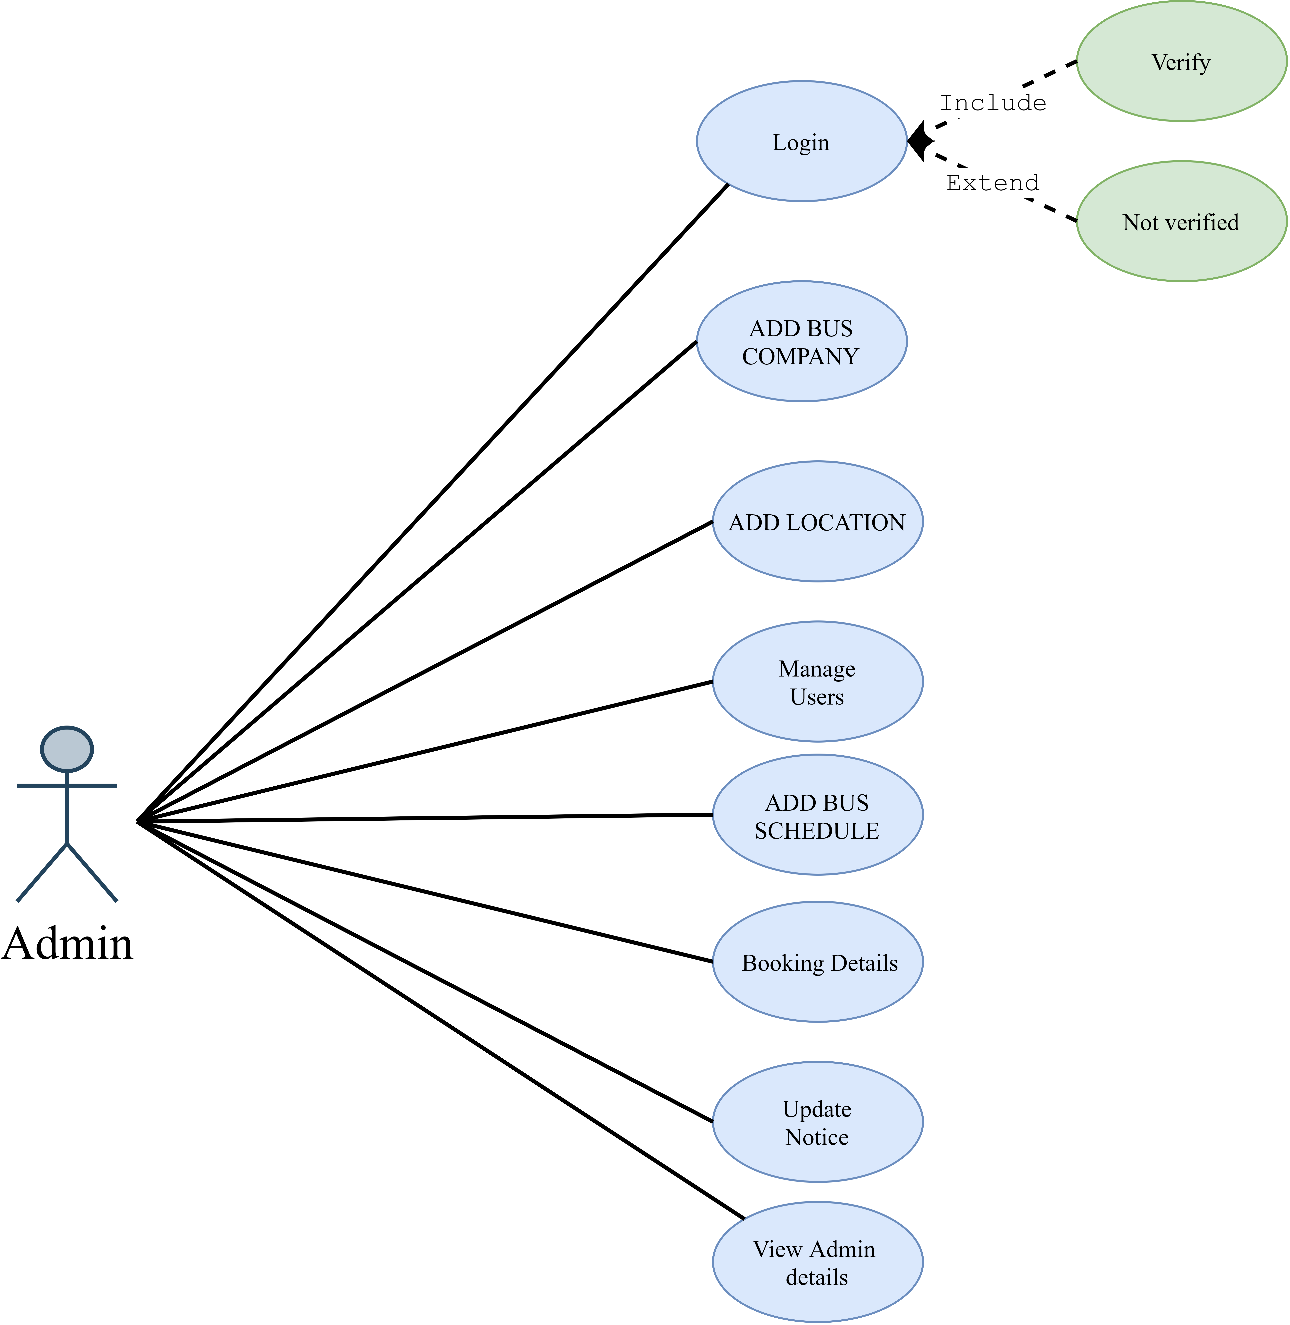 Verify
Include
Login
Extend
Not verified
ADD BUS
COMPANY
ADD LOCATION
Manage
Users
ADD BUS
SCHEDULE
Admin
Booking Details
Update
Notice
View Admin
details